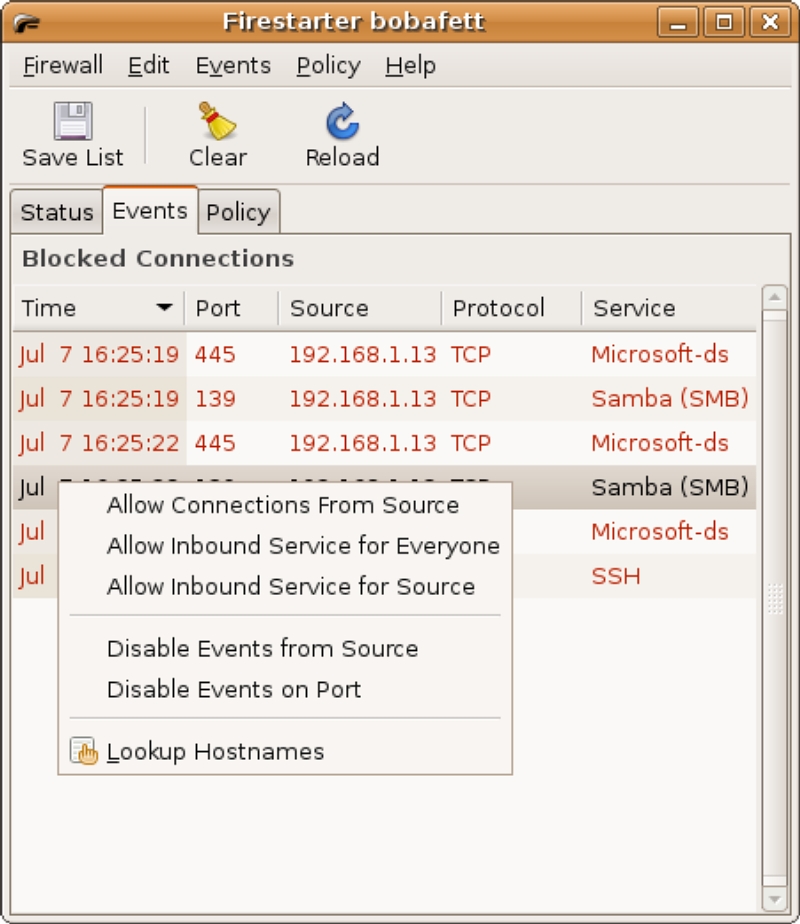 Firestarter bobafett
Firewall Edit Events Policy Help
Save List Clear Reload
Status Events Policy
Blocked Connections
Time Port Source Protocol Service
Jul 7 16:25:19 445 192.168.1.13 TCP Microsoft-ds
Jul 7 16:25:19 139 192.168.1.13 TCP Samba (SMB)
Jul 7 16:25:22 445 192.168.1.13 TCP Microsoft-ds
Jul Samba (SMB)
Allow Connections From Source
Jul Microsoft-ds
Allow Inbound Service for Everyone
Jul SSH
Allow Inbound Service for Source
Disable Events from Source
Disable Events on Port
Lookup Hostnames